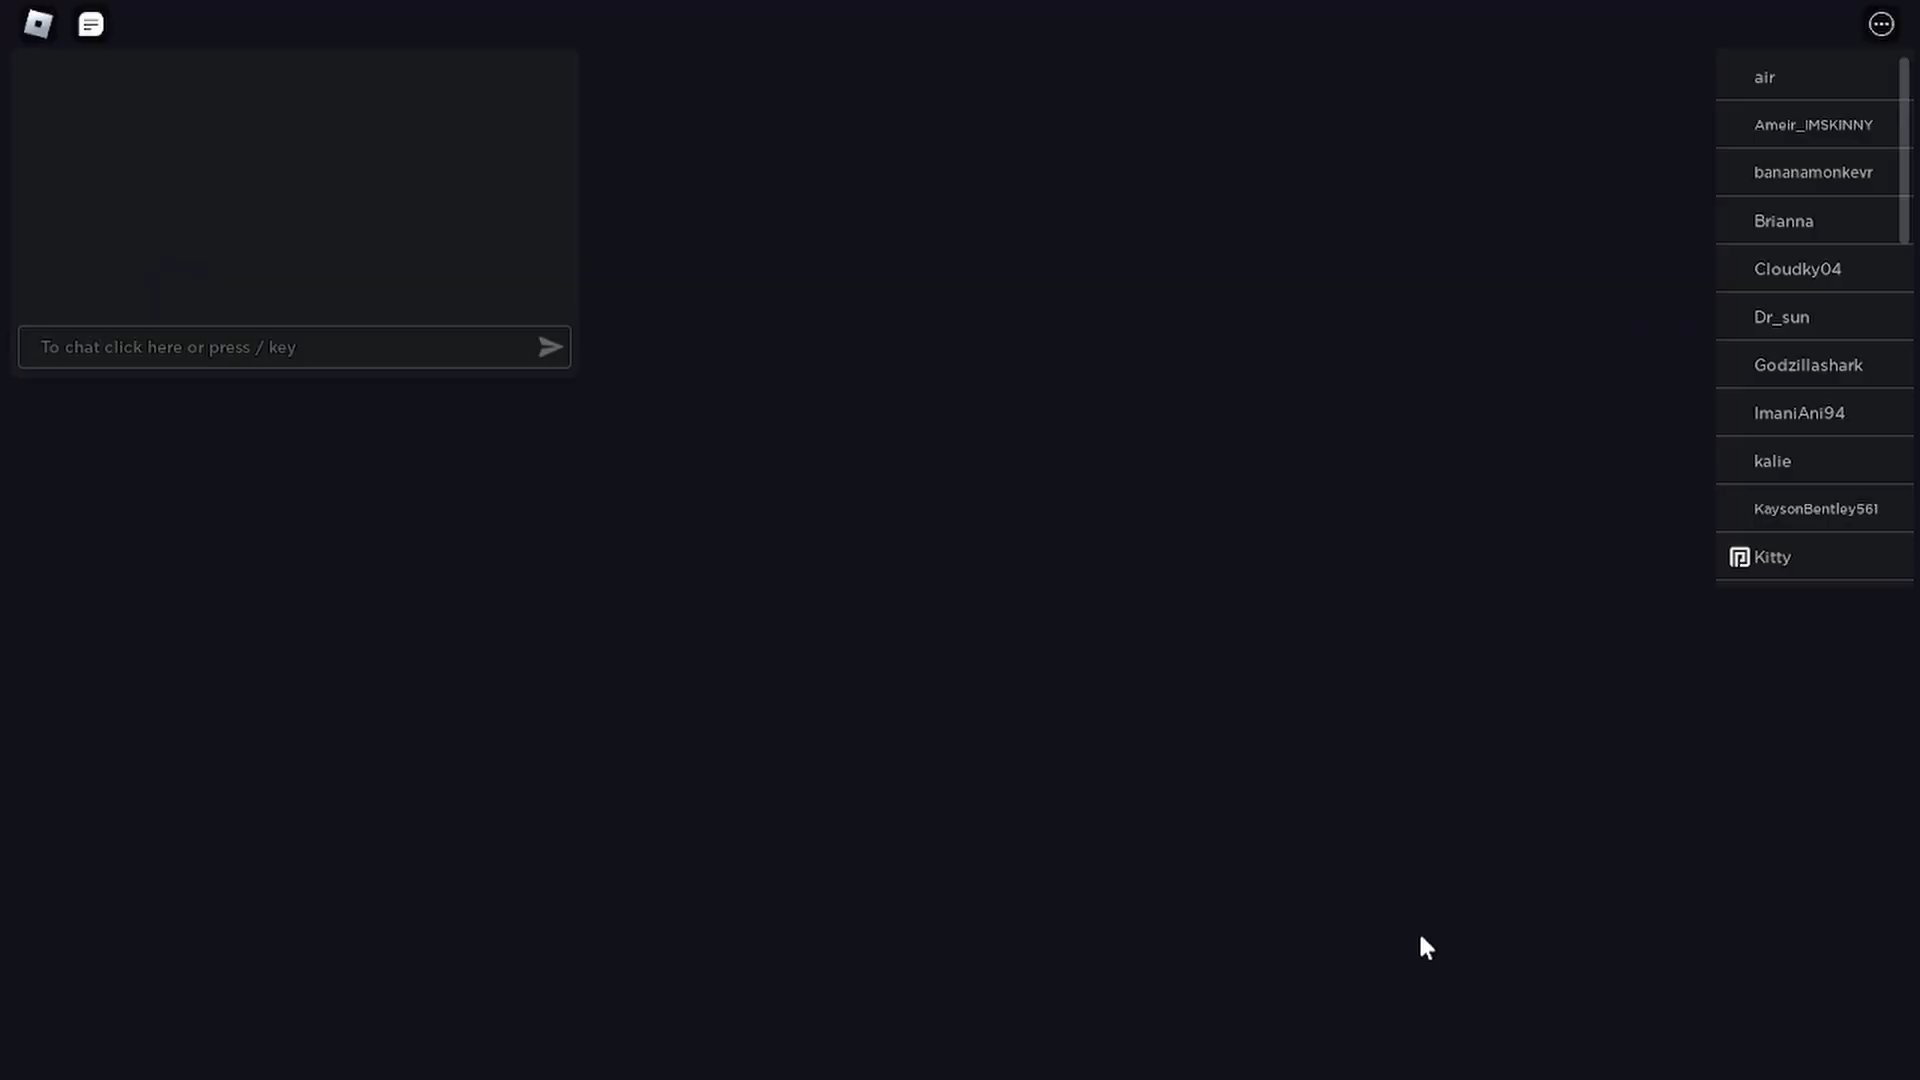 To chat click here or press / key
air
Ameir_IMSKINNY
bananamonkevr
Brianna
Cloudky04
Dr_sun
Godzillashark
ImaniAni94
kalie
KaysonBentley561
Kitty